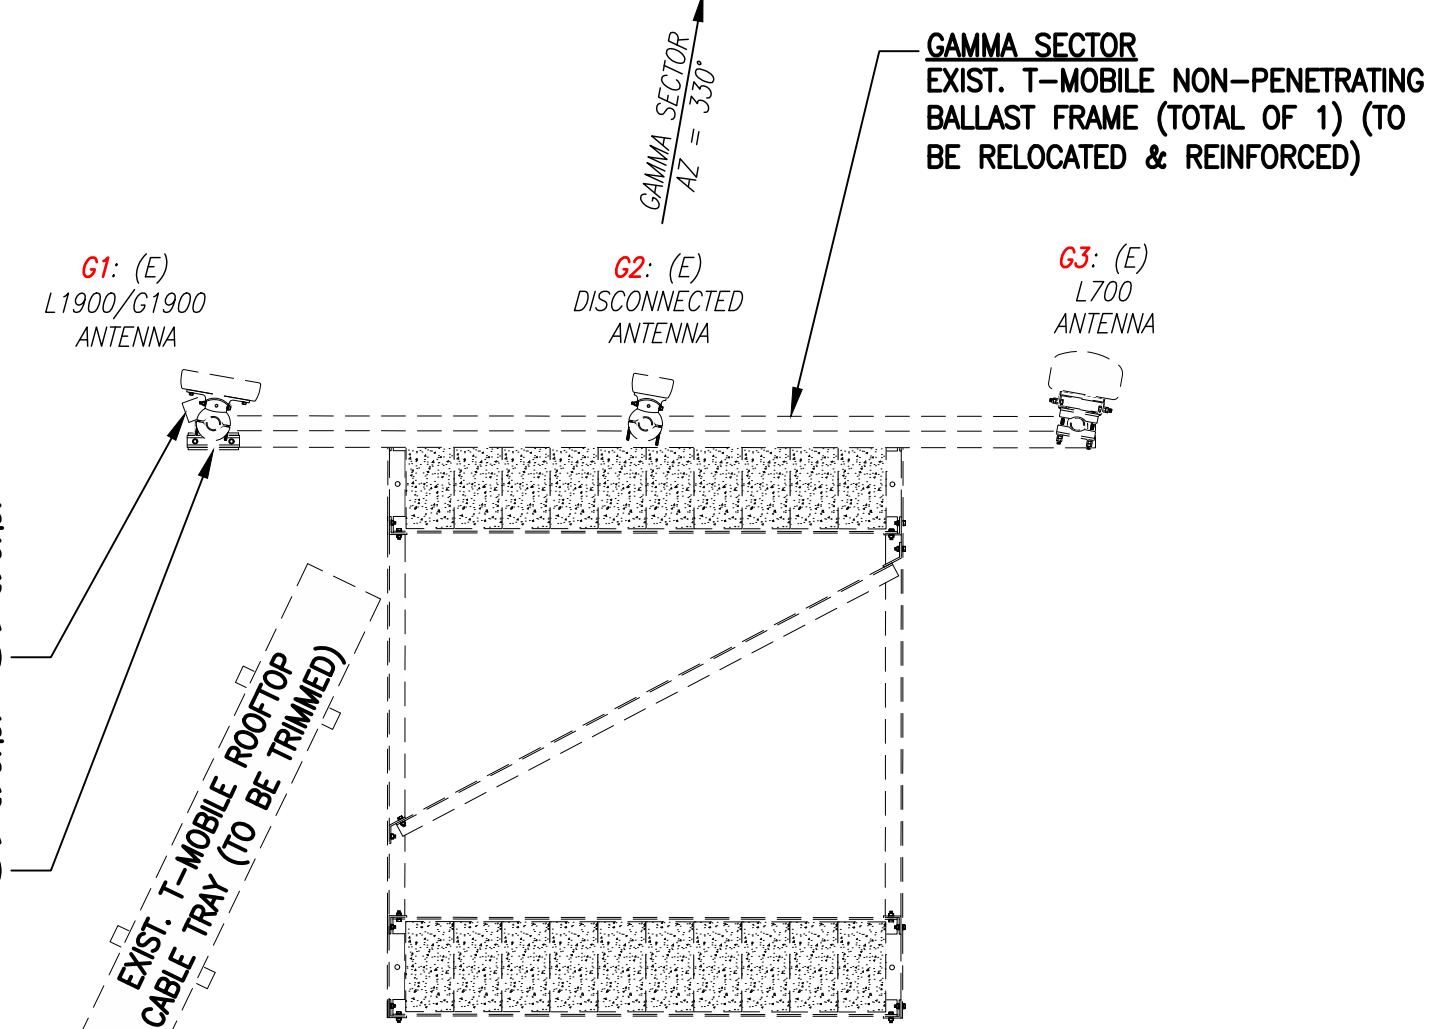 GAMMA SECTOR
EXIST. T-MOBILE NON-PENETRATING
BALLAST FRAME (TOTAL OF 1) (TO
BE RELOCATED & REINFORCED)
GAMMA SECTOR
AZ = 330°
G1: (E)
L1900/G1900
ANTENNA
G2: (E)
DISCONNECTED
ANTENNA
G3: (E)
L700
ANTENNA
EXIST. T-MOBILE ROOFTOP
CABLE TRAY (TO BE TRIMMED)